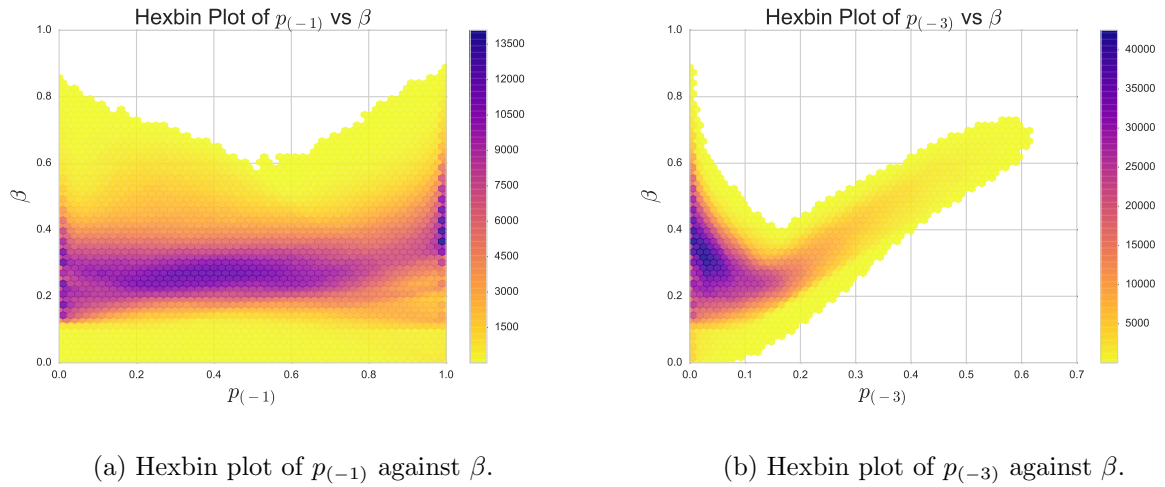 Hexbin Plot of p(−1) vs β
1.0
0.8
0.6
0.4
0.2
0.0
β
0.0 0.2 0.4 0.6 0.8 1.0
p(−1)
13500
12000
10500
9000
7500
6000
4500
3000
1500
(a) Hexbin plot of p(−1) against β.
Hexbin Plot of p(−3) vs β
1.0
0.8
0.6
0.4
0.2
0.0
β
0.0 0.1 0.2 0.3 0.4 0.5 0.6 0.7
p(−3)
40000
35000
30000
25000
20000
15000
10000
5000
(b) Hexbin plot of p(−3) against β.